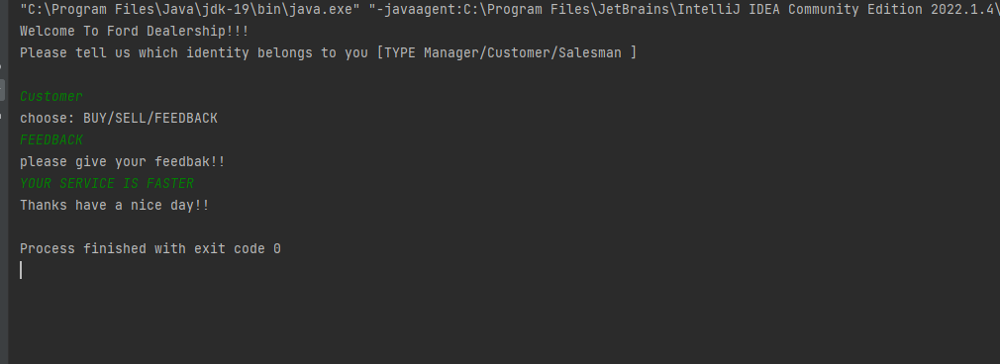 "C:\Program Files\Java\jdk-19\bin\java.exe" "-javaagent:C:\Program Files\JetBrains\IntelliJ IDEA Community Edition 2022.1.4\
Welcome To Ford Dealership!!!
Please tell us which identity belongs to you [TYPE Manager/Customer/Salesman ]
Customer
choose: BUY/SELL/FEEDBACK
FEEDBACK
please give your feedbak!!
YOUR SERVICE IS FASTER
Thanks have a nice day!!
Process finished with exit code 0